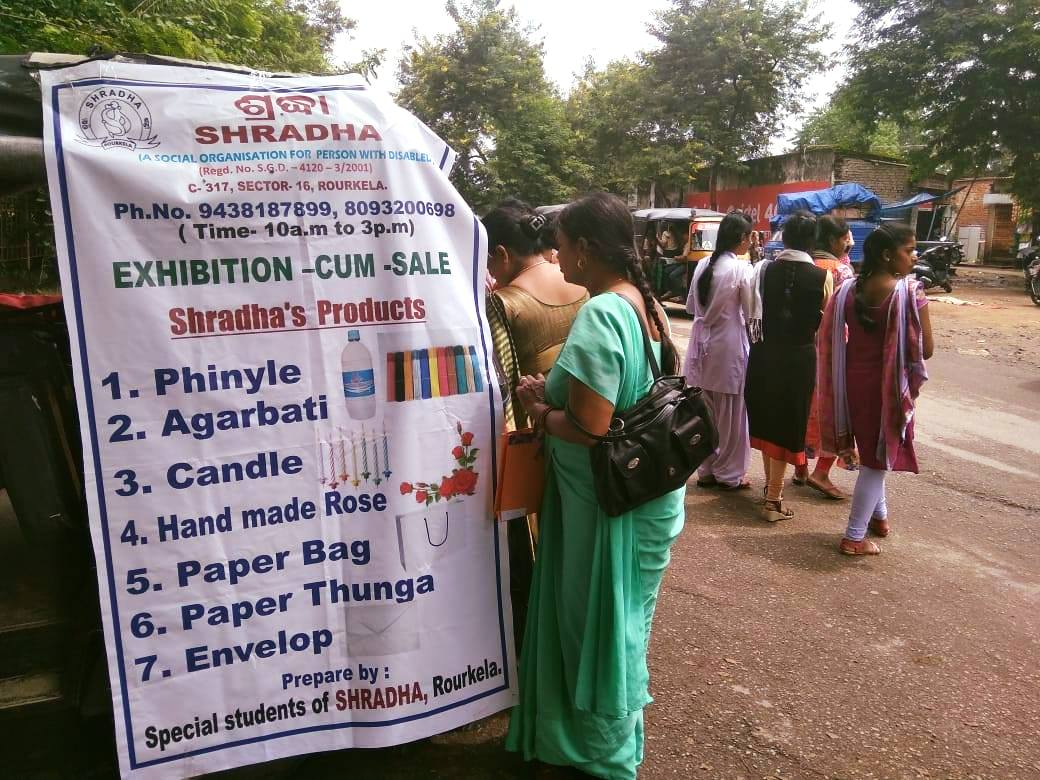 SHRADHA
ROURKELA
ଶ୍ରଦ୍ଧା
SHRADHA
(A SOCIAL ORGANISATION FOR PERSON WITH DISABLE),
(Regd. No. S.G.D. – 4120 – 3/2001)
C- 317, SECTOR- 16, ROURKELA.
Ph.No. 9438187899, 8093200698
( Time- 10a.m to 3p.m)
EXHIBITION –CUM -SALE
Shradha's Products
1. Phinyle
2. Agarbati
3. Candle
4. Hand made Rose
5. Paper Bag
6. Paper Thunga
7. Envelop
Prepare by :
Special students of SHRADHA, Rourkela.